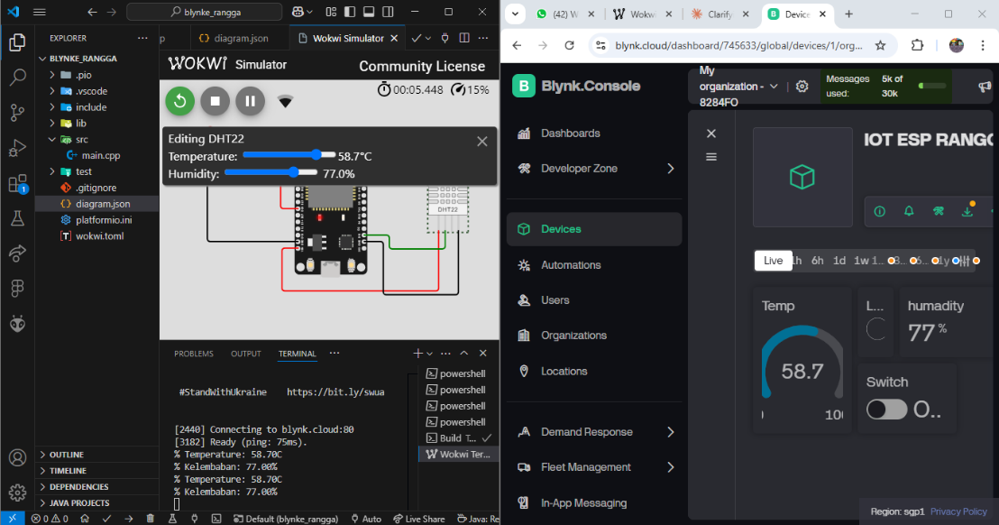 blynke_rangga
EXPLORER
BLYNKE_RANGGA
.pio
.vscode
include
lib
src
main.cpp
test
.gitignore
diagram.json
platformio.ini
wokwi.toml
OUTLINE
TIMELINE
DEPENDENCIES
JAVA PROJECTS
p
diagram.json
Wokwi Simulator
WOKWI Simulator
Community License
00:05.448
15%
Editing DHT22
Temperature: 58.7°C
Humidity: 77.0%
DHT22
PROBLEMS OUTPUT TERMINAL
#StandWithUkraine https://bit.ly/swua
[2440] Connecting to blynk.cloud:80
[3182] Ready (ping: 75ms).
% Temperature: 58.70C
% Kelembaban: 77.00%
% Temperature: 58.70C
% Kelembaban: 77.00%
powershell
powershell
powershell
powershell
Build T...
Wokwi Ter...
0 0 Default (blynke_rangga) Auto Live Share Java: Re
(42) W
Wokw
Clarify
Device
blynk.cloud/dashboard/745633/global/devices/1/org...
B Blynk.Console
Dashboards
Developer Zone
Devices
Automations
Users
Organizations
Locations
Demand Response
Fleet Management
In-App Messaging
My organization - 8284FO
Messages used:
5k of 30k
IOT ESP RANGG
Live 1h 6h 1d 1w 1... 3... 6... 1y
Temp
58.7
0
100
L...
humadity
77%
Switch
O..
Region: sgp1 Privacy Policy